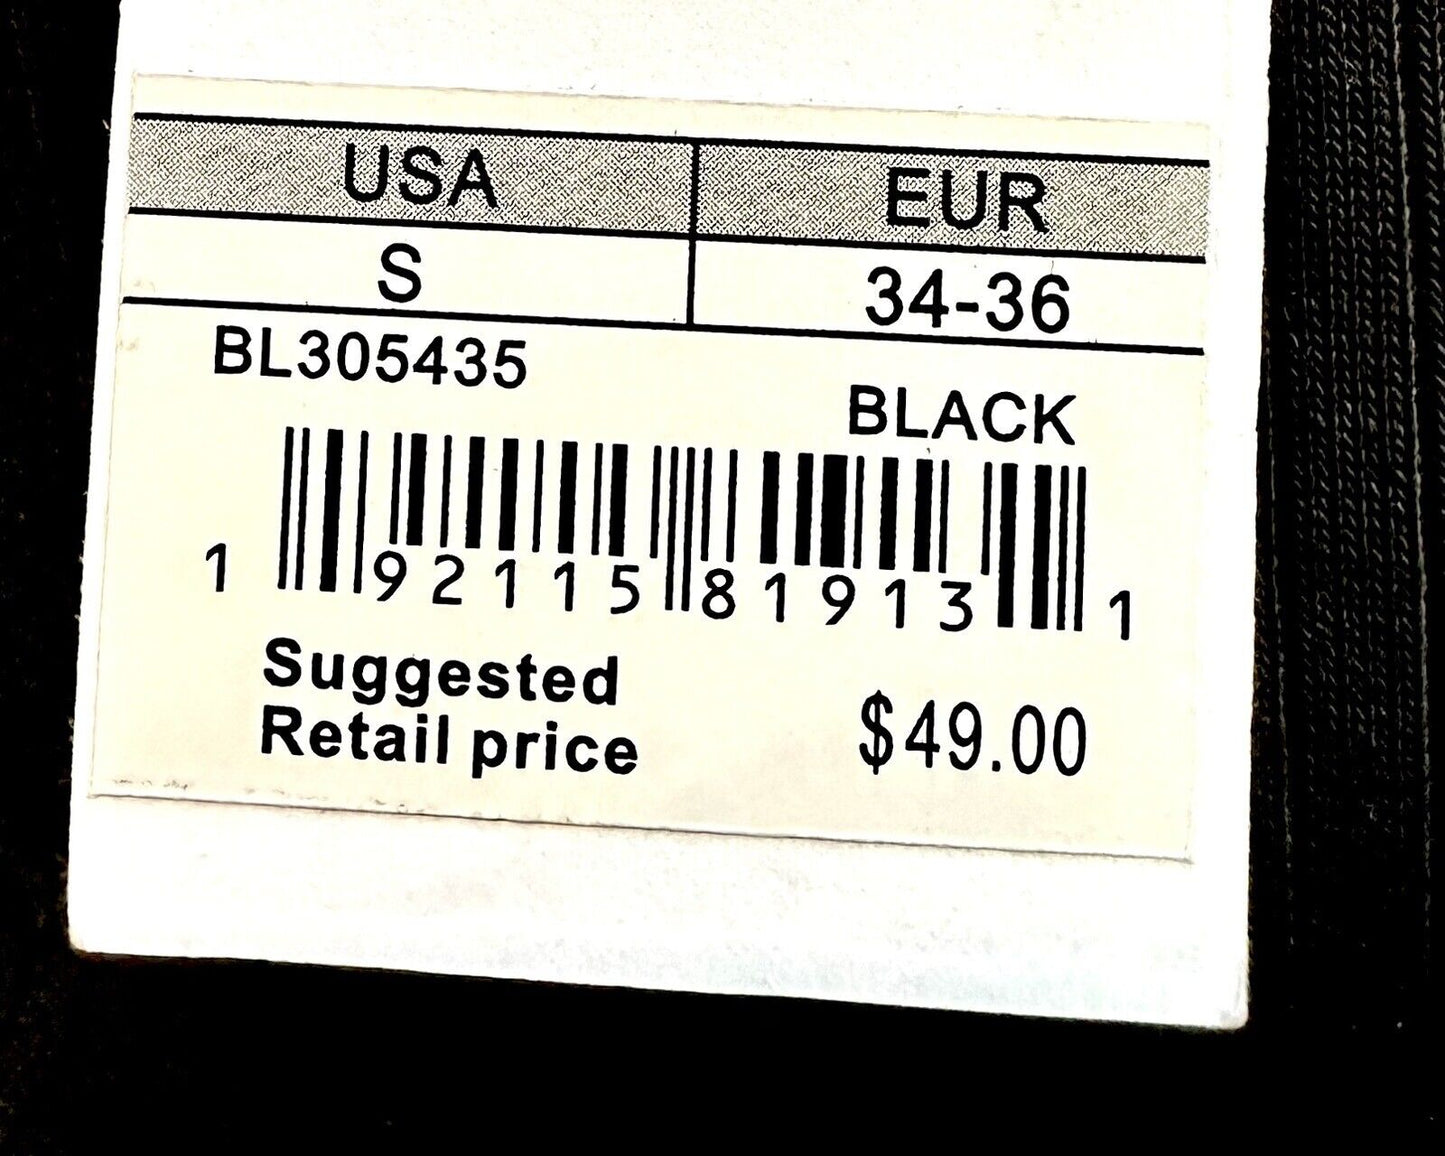 USA EUR
S 34-36
BL305435
BLACK
1 92115 81913 1
Suggested
Retail price $49.00